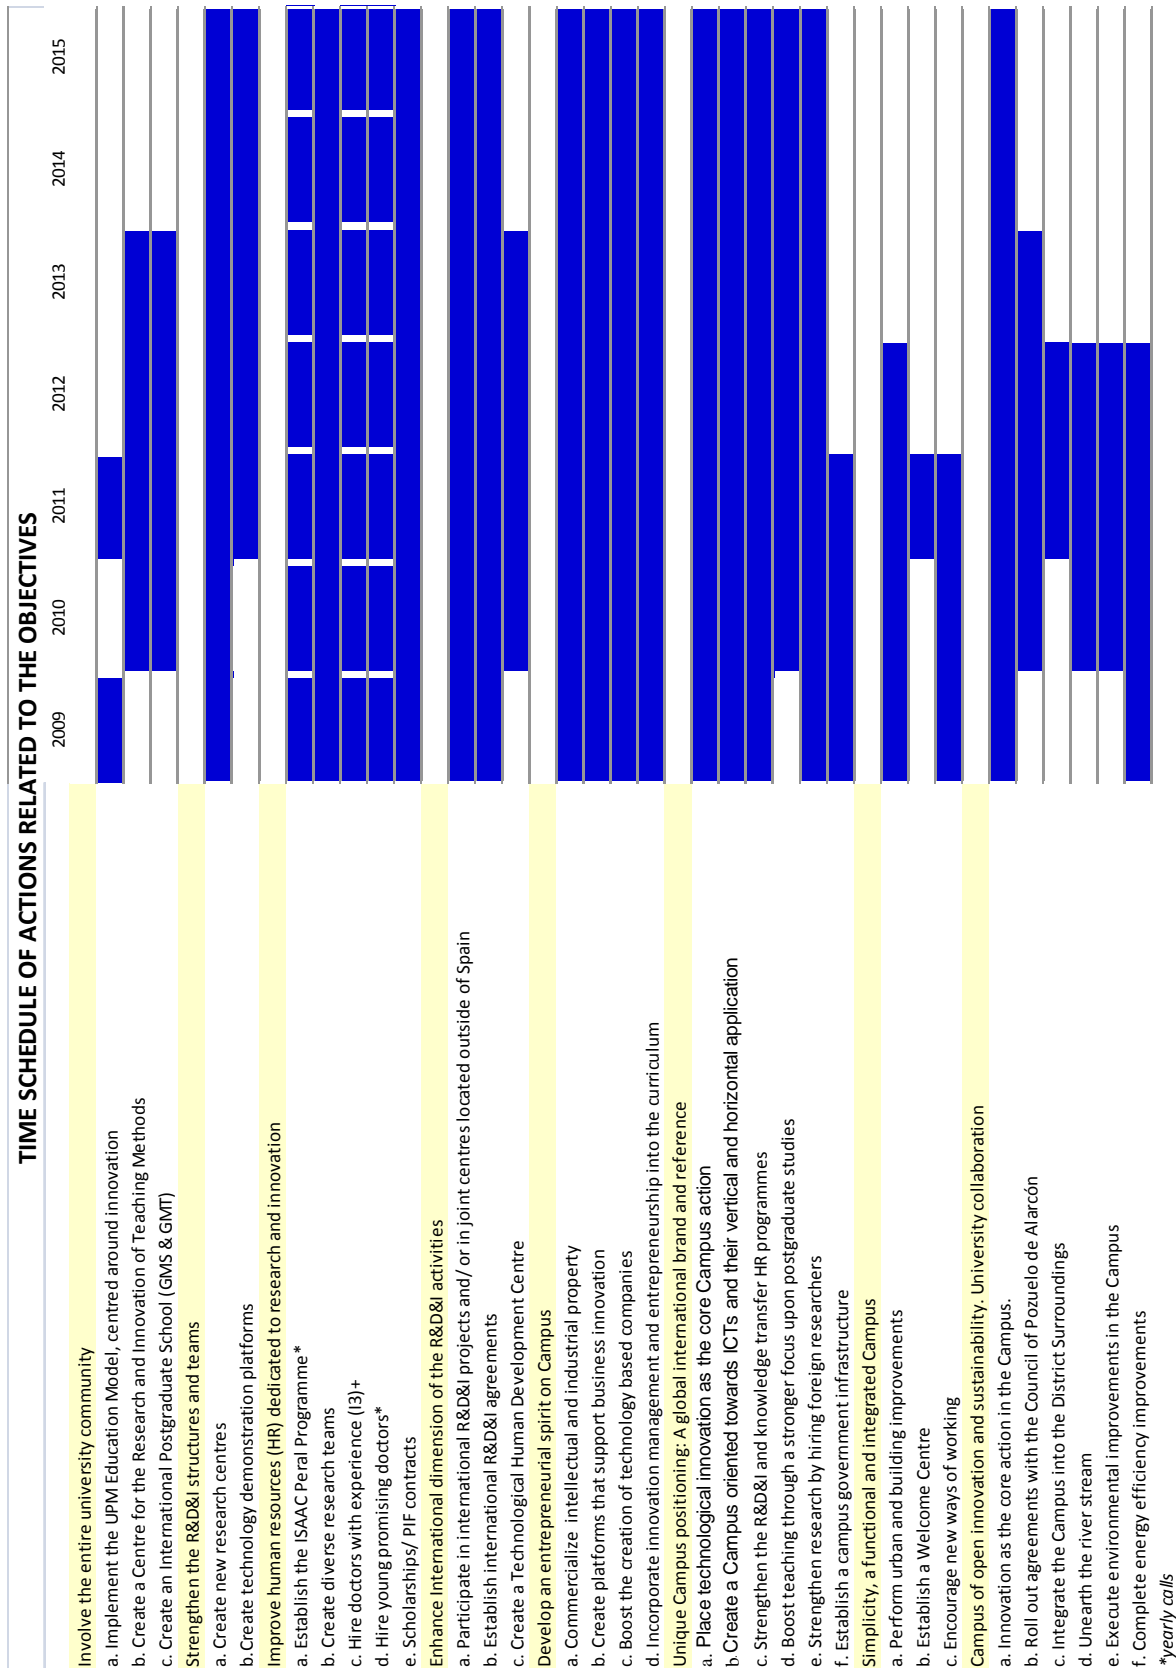 TIME SCHEDULE OF ACTIONS RELATED TO THE OBJECTIVES
2009 2010 2011 2012 2013 2014 2015
Involve the entire university community
a. Implement the UPM Education Model, centred around innovation
b. Create a Centre for the Research and Innovation of Teaching Methods
c. Create an International Postgraduate School (GMS & GMT)
Strengthen the R&D&I structures and teams
a. Create new research centres
b.Create technology demonstration platforms
Improve human resources (HR) dedicated to research and innovation
a. Establish the ISAAC Peral Programme*
b. Create diverse research teams
c. Hire doctors with experience (I3)+
d. Hire young promising doctors*
e. Scholarships/ PIF contracts
Enhance International dimension of the R&D&I activities
a. Participate in international R&D&I projects and/ or in joint centres located outside of Spain
b. Establish international R&D&I agreements
c. Create a Technological Human Development Centre
Develop an entrepreneurial spirit on Campus
a. Commercialize intellectual and industrial property
b. Create platforms that support business innovation
c. Boost the creation of technology based companies
d. Incorporate innovation management and entrepreneurship into the curriculum
Unique Campus positioning: A global international brand and reference
a. Place technological innovation as the core Campus action
b Create a Campus oriented towards ICTs and their vertical and horizontal application
c. Strengthen the R&D&I and knowledge transfer HR programmes
d. Boost teaching through a stronger focus upon postgraduate studies
e. Strengthen research by hiring foreign researchers
f. Establish a campus government infrastructure
Simplicity, a functional and integrated Campus
a. Perform urban and building improvements
b. Establish a Welcome Centre
c. Encourage new ways of working
Campus of open innovation and sustainability. University collaboration
a. Innovation as the core action in the Campus.
b. Roll out agreements with the Council of Pozuelo de Alarcón
c. Integrate the Campus into the District Surroundings
d. Unearth the river stream
e. Execute environmental improvements in the Campus
f. Complete energy efficiency improvements
*yearly calls